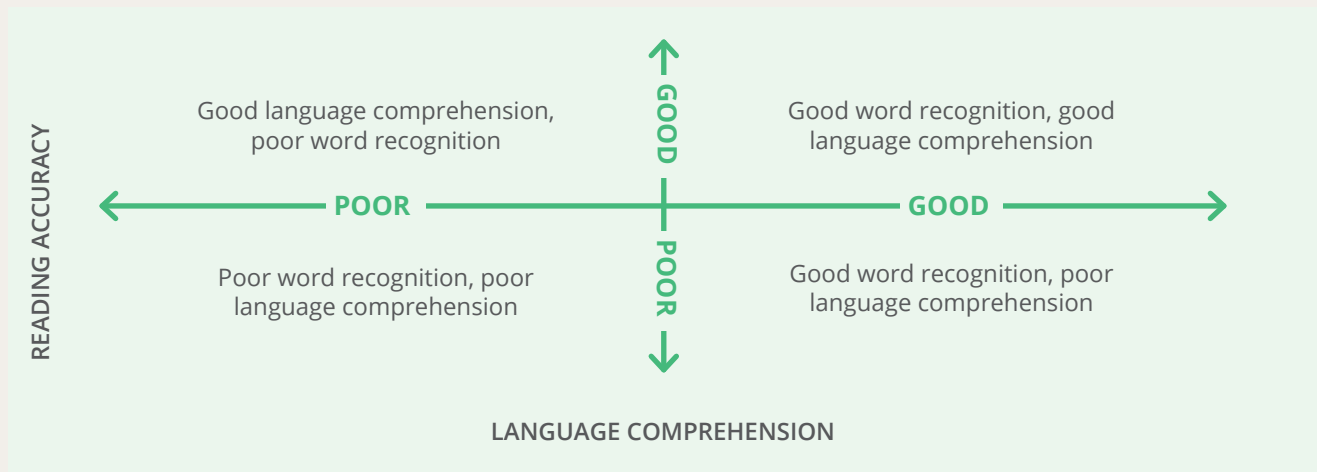 GOOD
Good language comprehension,
poor word recognition
Good word recognition, good
language comprehension
READING ACCURACY
POOR
GOOD
POOR
Poor word recognition, poor
language comprehension
Good word recognition, poor
language comprehension
LANGUAGE COMPREHENSION